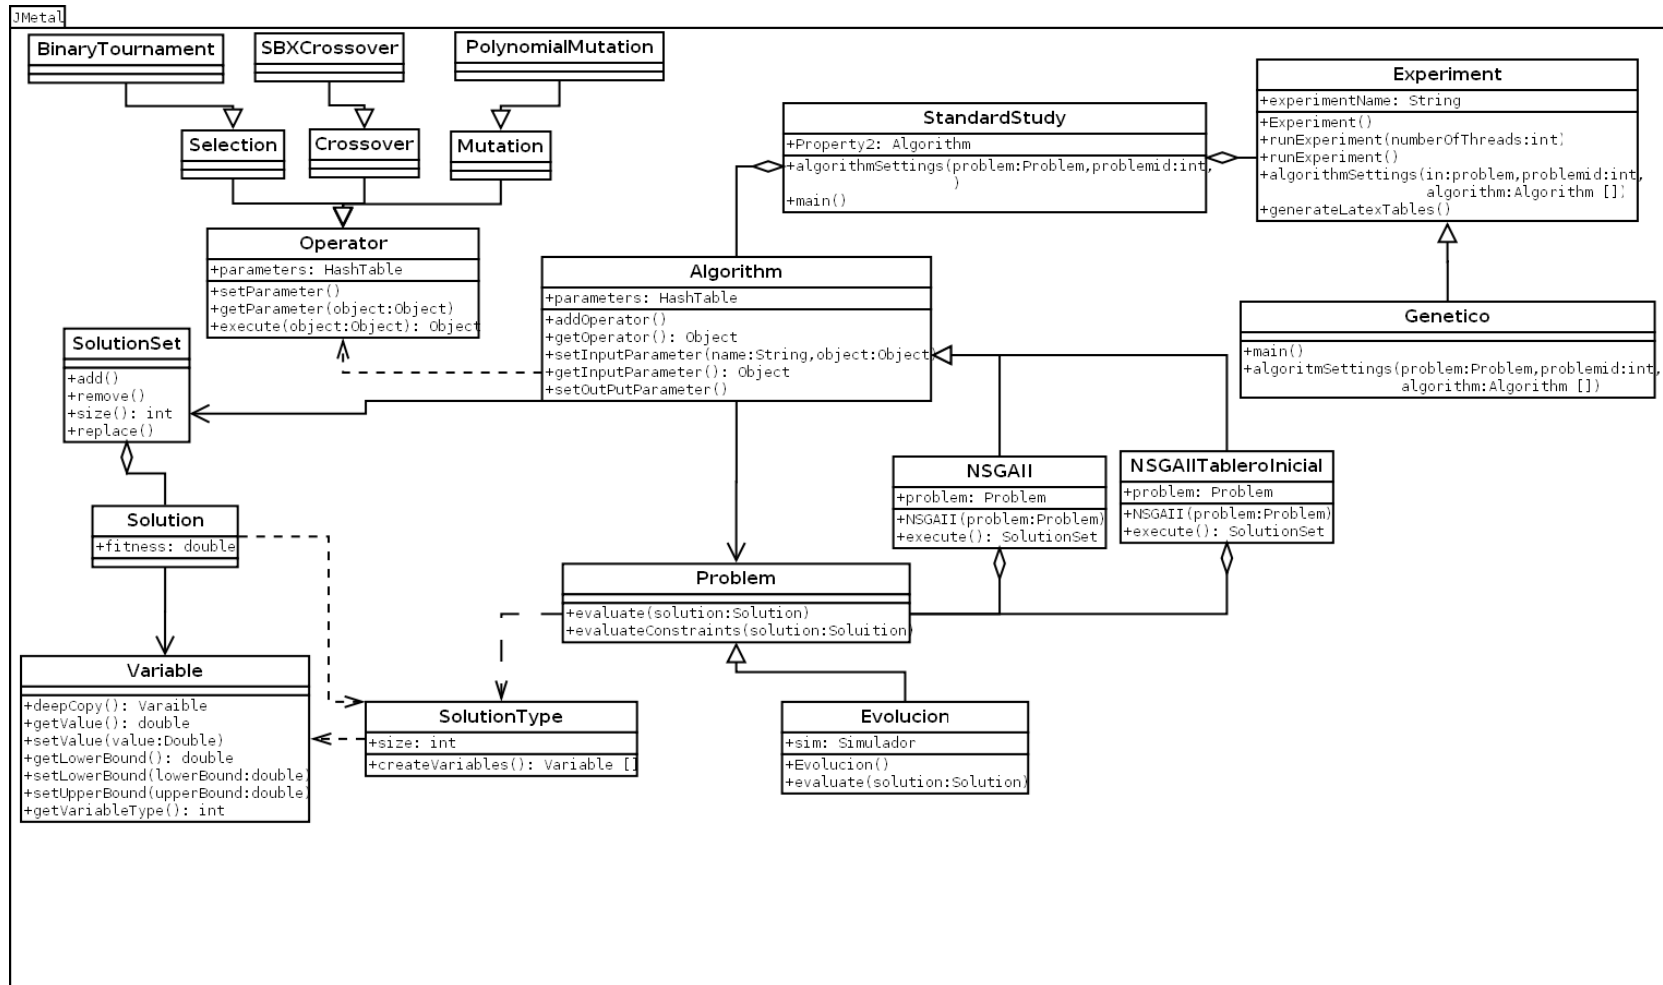 JMetal
BinaryTournament
SBXCrossover
PolynomialMutation
Selection
Crossover
Mutation
Operator
+parameters: HashTable
+setParameter()
+getParameter(object:Object)
+execute(object:Object): Object
StandardStudy
+Property2: Algorithm
+algorithmSettings(problem:Problem,problemid:int,
)
+main()
Experiment
+experimentName: String
+Experiment()
+runExperiment(numberOfThreads:int)
+runExperiment()
+algorithmSettings(in:problem,problemid:int,
algorithm:Algorithm [])
+generateLatexTables()
Algorithm
+parameters: HashTable
+addOperator()
+getOperator(): Object
+setInputParameter(name:String,object:Object)
+getInputParameter(): Object
+setOutPutParameter()
Genetico
+main()
+algoritmSettings(problem:Problem,problemid:int,
algorithm:Algorithm [])
SolutionSet
+add()
+remove()
+size(): int
+replace()
NSGAII
+problem: Problem
+NSGAII(problem:Problem)
+execute(): SolutionSet
NSGAIITableroInicial
+problem: Problem
+NSGAII(problem:Problem)
+execute(): SolutionSet
Solution
+fitness: double
Problem
+evaluate(solution:Solution)
+evaluateConstraints(solution:Soluition)
Variable
+deepCopy(): Varaible
+getValue(): double
+setValue(value:Double)
+getLowerBound(): double
+setLowerBound(lowerBound:double)
+setUpperBound(upperBound:double)
+getVariableType(): int
SolutionType
+size: int
+createVariables(): Variable []
Evolucion
+sim: Simulador
+Evolucion()
+evaluate(solution:Solution)